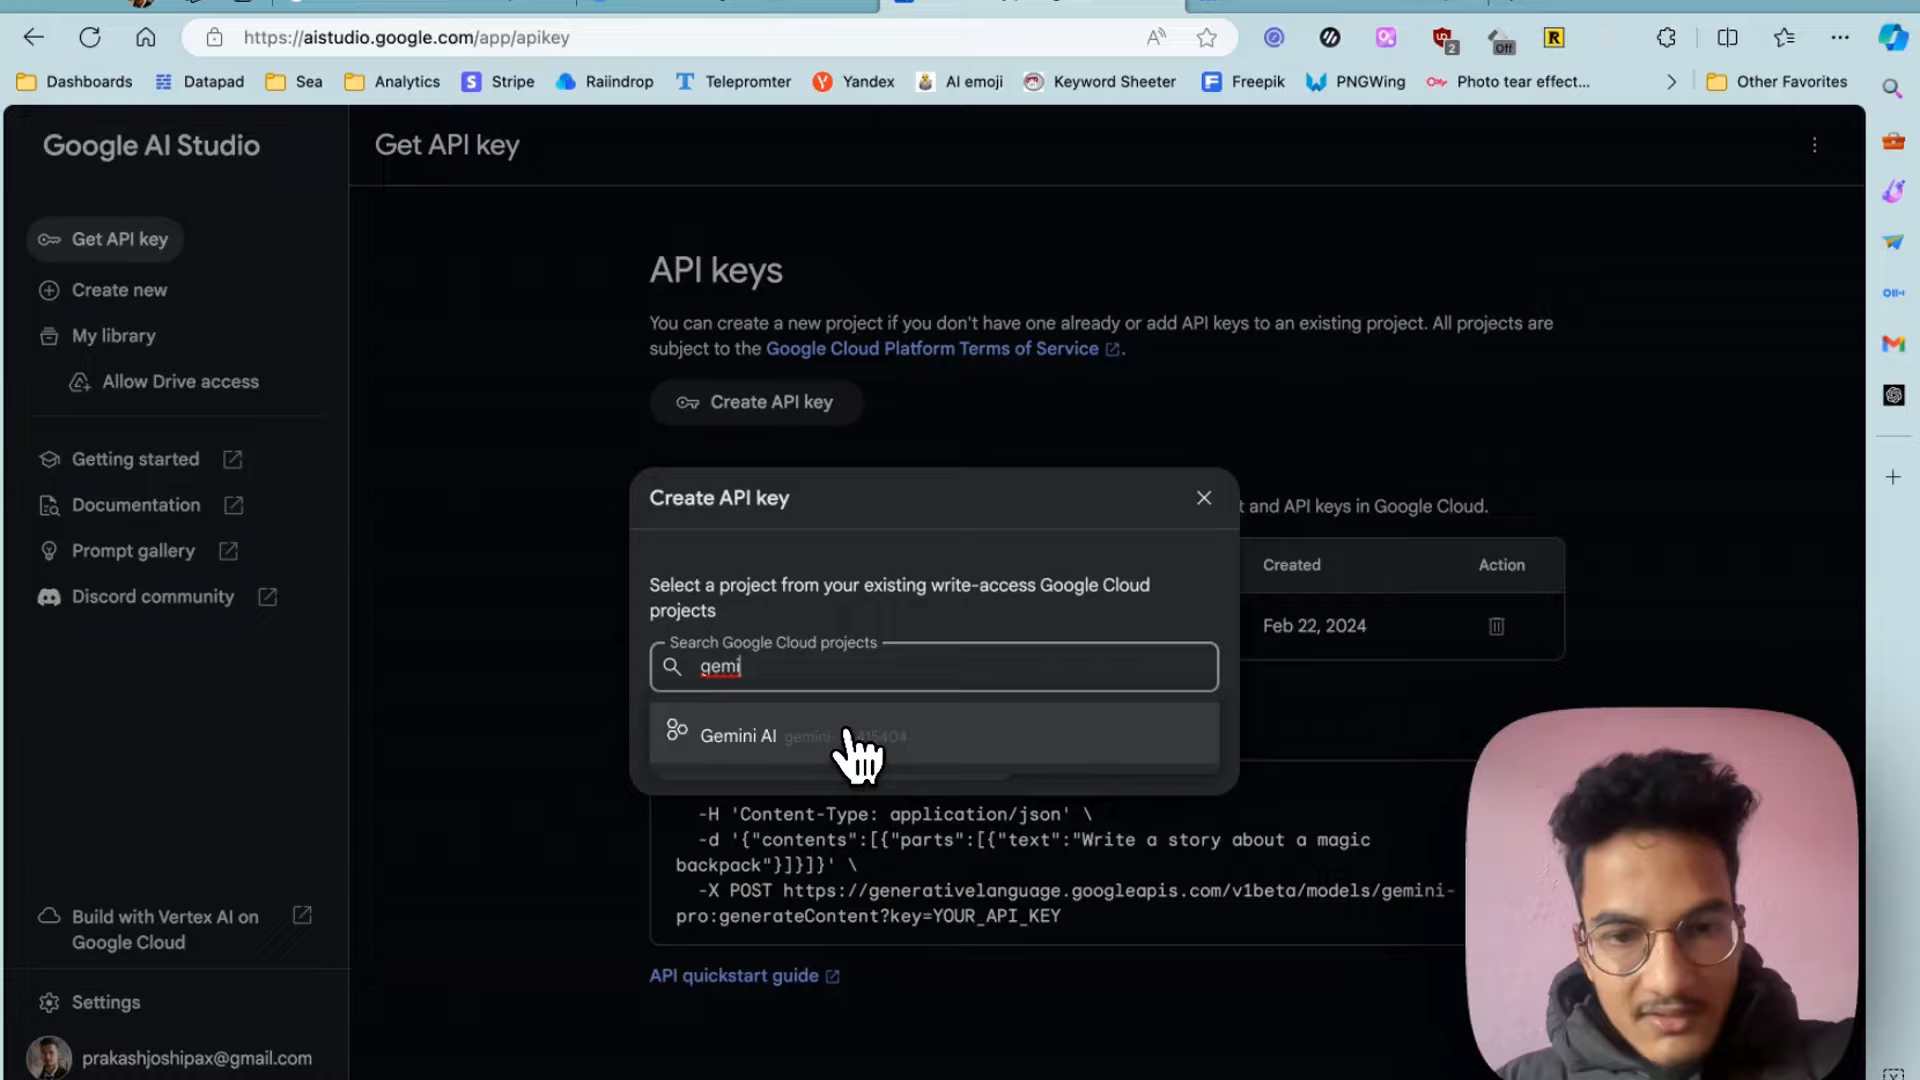 https://aistudio.google.com/app/apikey
2
Off
Dashboards
Datapad
Sea
Analytics
Stripe
Raiindrop
Telepromter
Yandex
AI emoji
Keyword Sheeter
Freepik
PNGWing
Photo tear effect...
Other Favorites
Google AI Studio
Get API key
Get API key
Create new
My library
Allow Drive access
Getting started
Documentation
Prompt gallery
Discord community
Build with Vertex AI on
Google Cloud
Settings
prakashjoshipax@gmail.com
API keys
You can create a new project if you don't have one already or add API keys to an existing project. All projects are
subject to the Google Cloud Platform Terms of Service.
Create API key
Create API key
Select a project from your existing write-access Google Cloud
projects
Search Google Cloud projects
gemi
Gemini AI
t and API keys in Google Cloud.
Created
Action
Feb 22, 2024
-H 'Content-Type: application/json' \
-d '{"contents":[{"parts":[{"text":"Write a story about a magic
backpack"}]}]}' \
-X POST https://generativelanguage.googleapis.com/v1beta/models/gemini-
pro:generateContent?key=YOUR_API_KEY
API quickstart guide